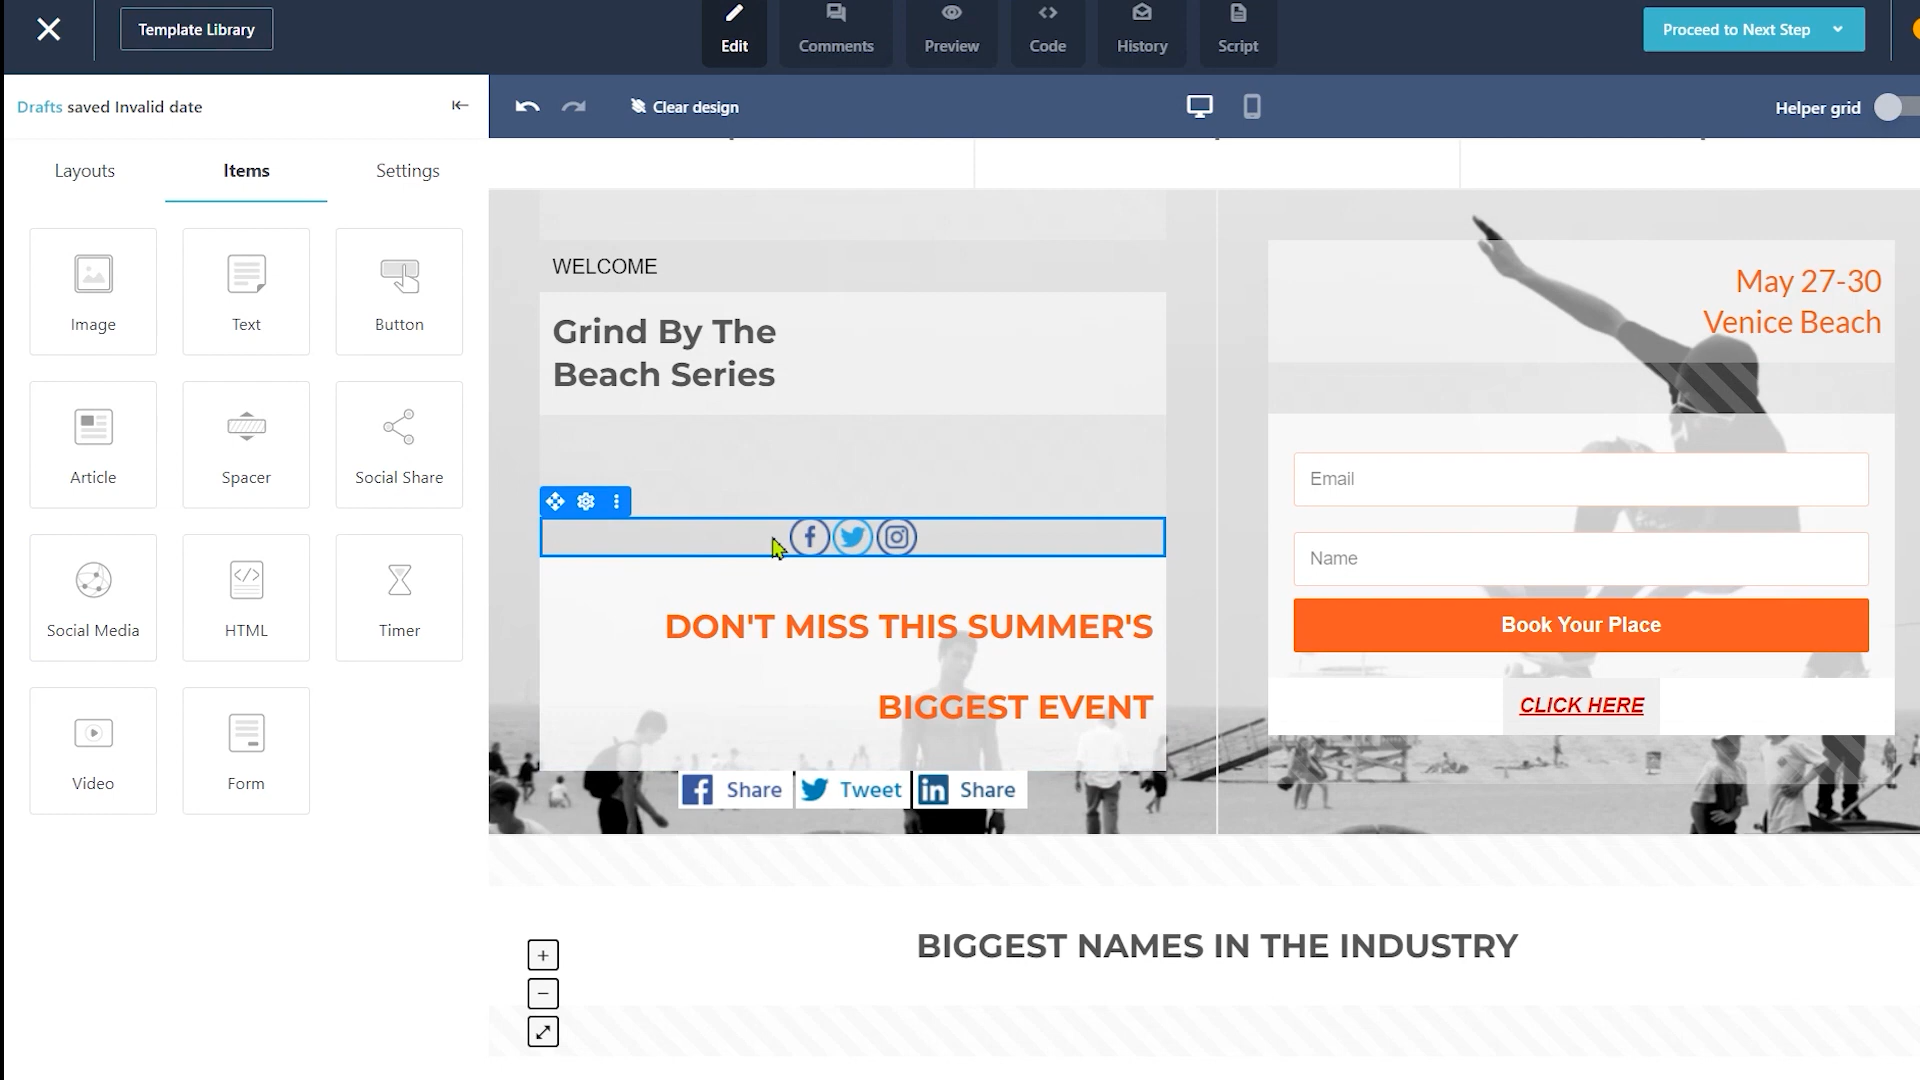 Template Library
Edit
Comments
Preview
Code
History
Script
Proceed to Next Step
Drafts saved Invalid date
Clear design
Helper grid
Layouts
Items
Settings
Image
Text
Button
Article
Spacer
Social Share
Social Media
HTML
Timer
Video
Form
WELCOME
Grind By The
Beach Series
DON'T MISS THIS SUMMER'S
BIGGEST EVENT
Share
Tweet
Share
May 27-30
Venice Beach
Email
Name
Book Your Place
CLICK HERE
BIGGEST NAMES IN THE INDUSTRY